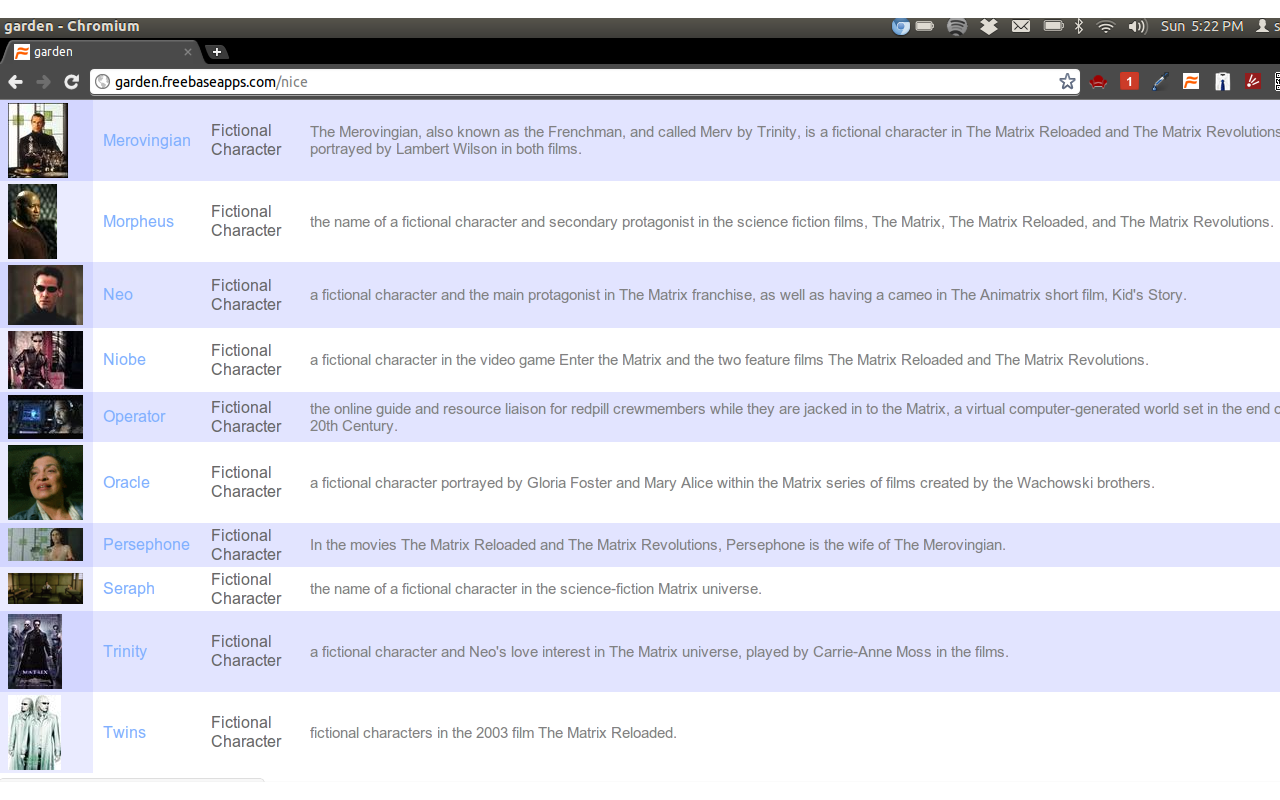 garden - Chromium
Sun 5:22 PM
garden
garden.freebaseapps.com/nice
1
Merovingian
Fictional
Character
The Merovingian, also known as the Frenchman, and called Merv by Trinity, is a fictional character in The Matrix Reloaded and The Matrix Revolutions
portrayed by Lambert Wilson in both films.
Morpheus
Fictional
Character
the name of a fictional character and secondary protagonist in the science fiction films, The Matrix, The Matrix Reloaded, and The Matrix Revolutions.
Neo
Fictional
Character
a fictional character and the main protagonist in The Matrix franchise, as well as having a cameo in The Animatrix short film, Kid's Story.
Niobe
Fictional
Character
a fictional character in the video game Enter the Matrix and the two feature films The Matrix Reloaded and The Matrix Revolutions.
Operator
Fictional
Character
the online guide and resource liaison for redpill crewmembers while they are jacked in to the Matrix, a virtual computer-generated world set in the end
20th Century.
Oracle
Fictional
Character
a fictional character portrayed by Gloria Foster and Mary Alice within the Matrix series of films created by the Wachowski brothers.
Persephone
Fictional
Character
In the movies The Matrix Reloaded and The Matrix Revolutions, Persephone is the wife of The Merovingian.
Seraph
Fictional
Character
the name of a fictional character in the science-fiction Matrix universe.
Trinity
Fictional
Character
a fictional character and Neo's love interest in The Matrix universe, played by Carrie-Anne Moss in the films.
MATRIX
Twins
Fictional
Character
fictional characters in the 2003 film The Matrix Reloaded.